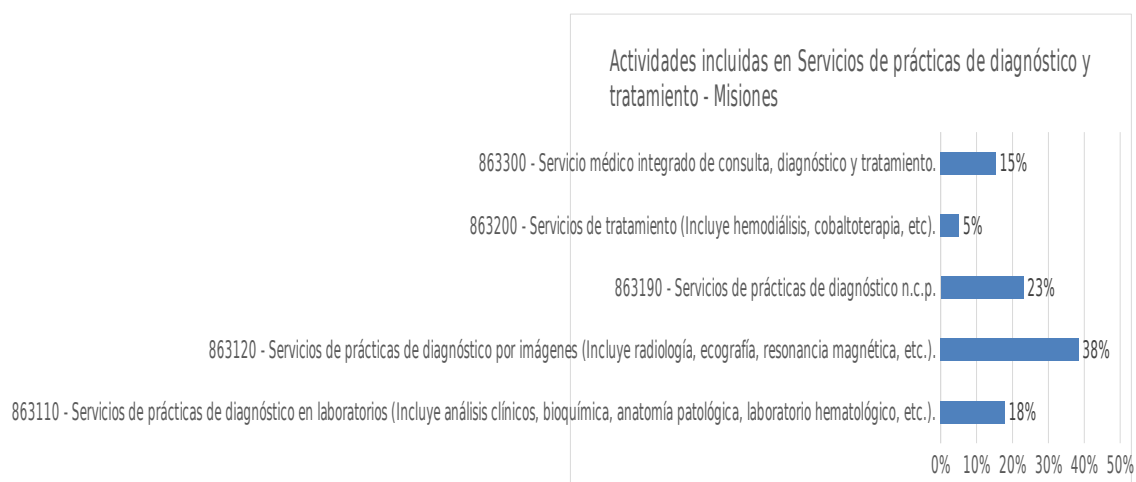 Actividades incluidas en Servicios de prácticas de diagnóstico y
tratamiento - Misiones
863300 - Servicio médico integrado de consulta, diagnóstico y tratamiento. 15%
863200 - Servicios de tratamiento (Incluye hemodiálisis, cobaltoterapia, etc). 5%
863190 - Servicios de prácticas de diagnóstico n.c.p. 23%
863120 - Servicios de prácticas de diagnóstico por imágenes (Incluye radiología, ecografía, resonancia magnética, etc.). 38%
863110 - Servicios de prácticas de diagnóstico en laboratorios (Incluye análisis clínicos, bioquímica, anatomía patológica, laboratorio hematológico, etc.). 18%
0% 10% 20% 30% 40% 50%